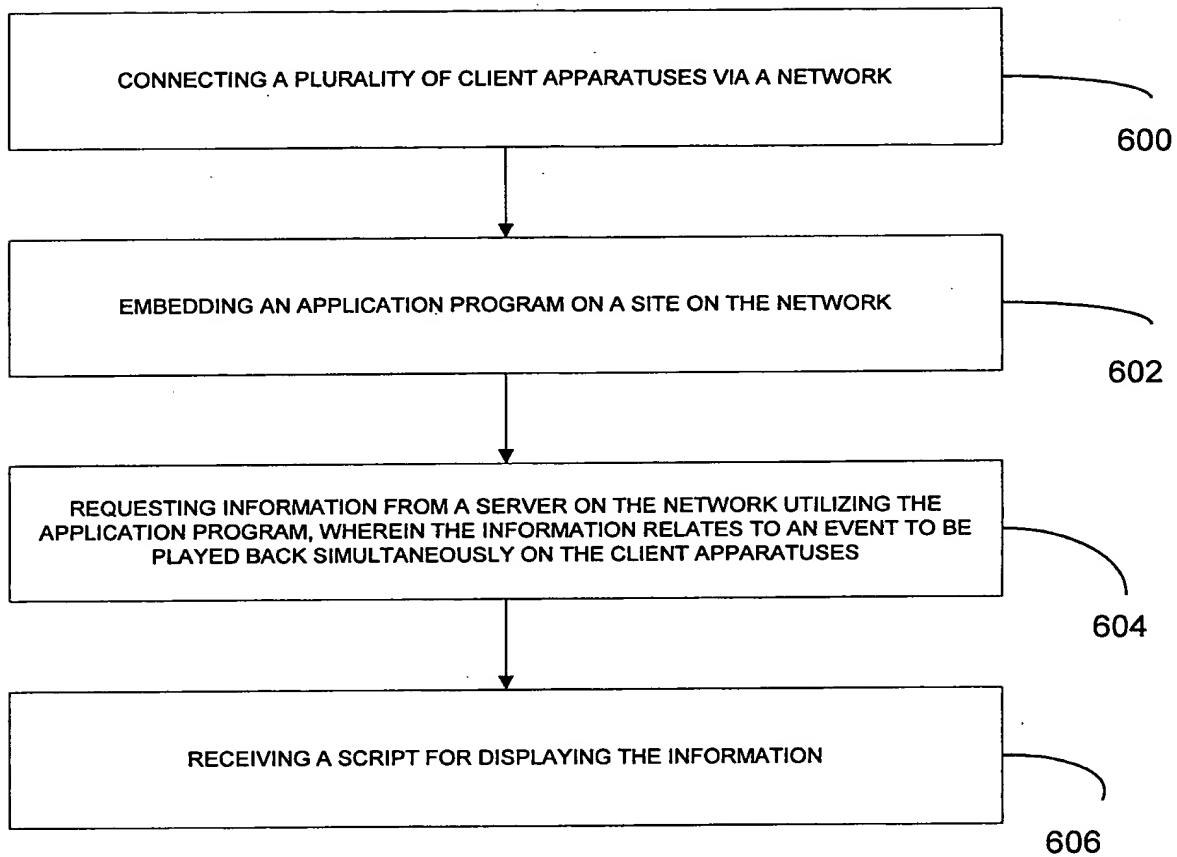 CONNECTING A PLURALITY OF CLIENT APPARATUSES VIA A NETWORK
600
EMBEDDING AN APPLICATION PROGRAM ON A SITE ON THE NETWORK
602
REQUESTING INFORMATION FROM A SERVER ON THE NETWORK UTILIZING THE
APPLICATION PROGRAM, WHEREIN THE INFORMATION RELATES TO AN EVENT TO BE
PLAYED BACK SIMULTANEOUSLY ON THE CLIENT APPARATUSES
604
RECEIVING A SCRIPT FOR DISPLAYING THE INFORMATION
606